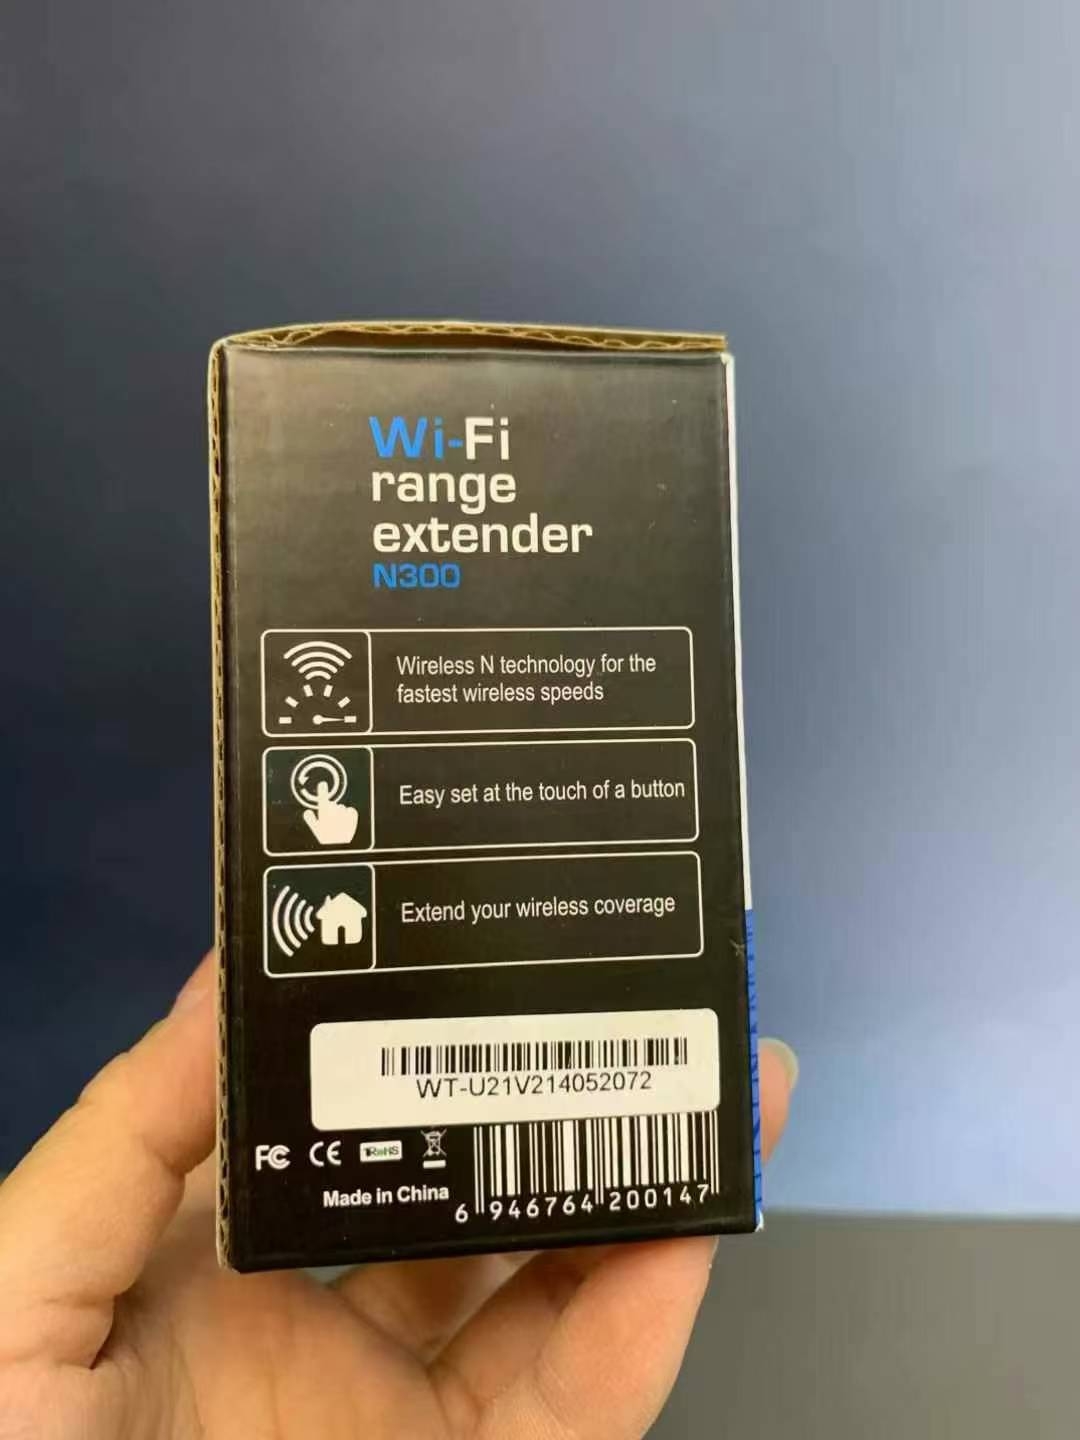 Wi-Fi
range
extender
N300
Wireless N technology for the
fastest wireless speeds
Easy set at the touch of a button
Extend your wireless coverage
WT-U21V214052072
FC CE RoHS
Made in China
6 946764 200147